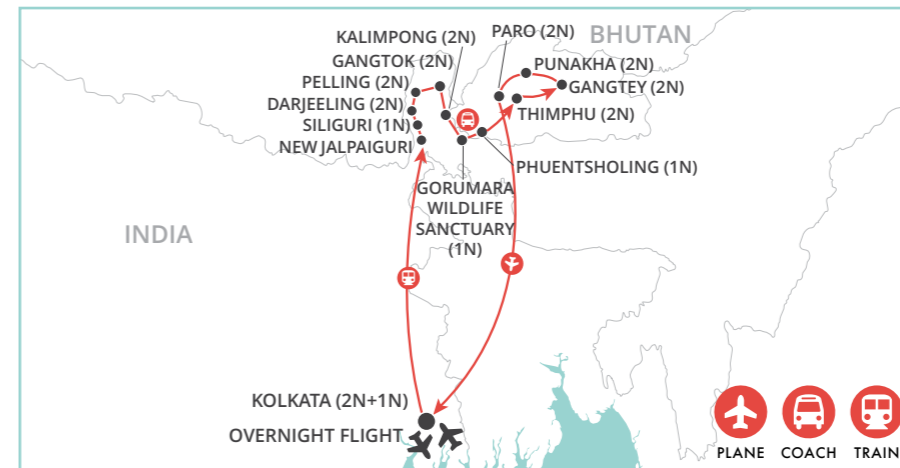 KALIMPONG (2N)
GANGTOK (2N)
PELLING (2N)
DARJEELING (2N)
SILIGURI (1N)
NEW JALPAIGURI
PARO (2N)
BHUTAN
PUNAKHA (2N)
GANGTEY (2N)
THIMPHU (2N)
PHUENTSHOLING (1N)
GORUMARA
WILDLIFE
SANCTUARY
(1N)
INDIA
KOLKATA (2N+1N)
OVERNIGHT FLIGHT
PLANE
COACH
TRAIN